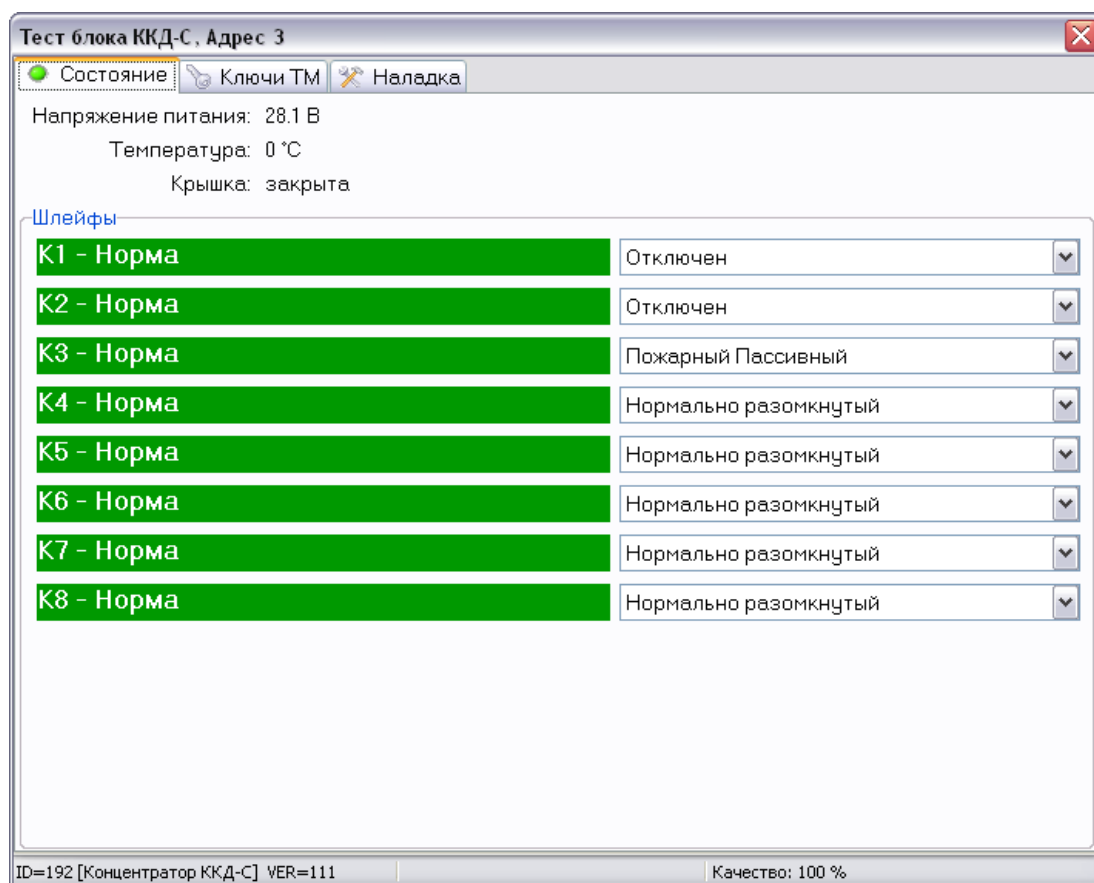 Тест блока ККД-С, Адрес 3
Состояние Ключи ТМ Наладка
Напряжение питания: 28.1 В
Температура: 0 °C
Крышка: закрыта
Шлейфы
К1 - Норма Отключен
К2 - Норма Отключен
К3 - Норма Пожарный Пассивный
К4 - Норма Нормально разомкнутый
К5 - Норма Нормально разомкнутый
К6 - Норма Нормально разомкнутый
К7 - Норма Нормально разомкнутый
К8 - Норма Нормально разомкнутый
ID=192 [Концентратор ККД-С] VER=111 Качество: 100 %